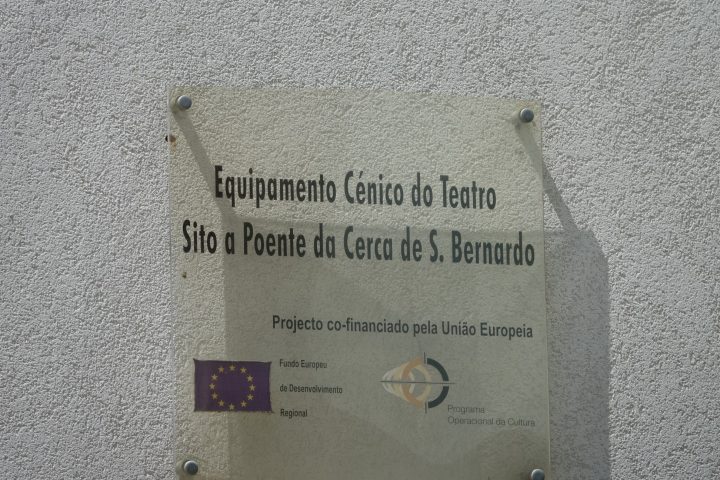 Equipamento Cénico do Teatro
Sito a Poente da Cerca de S. Bernardo
Projecto co-financiado pela União Europeia
Fundo Europeu
de Desenvolvimento
Regional
Programa
Operacional da Cultura